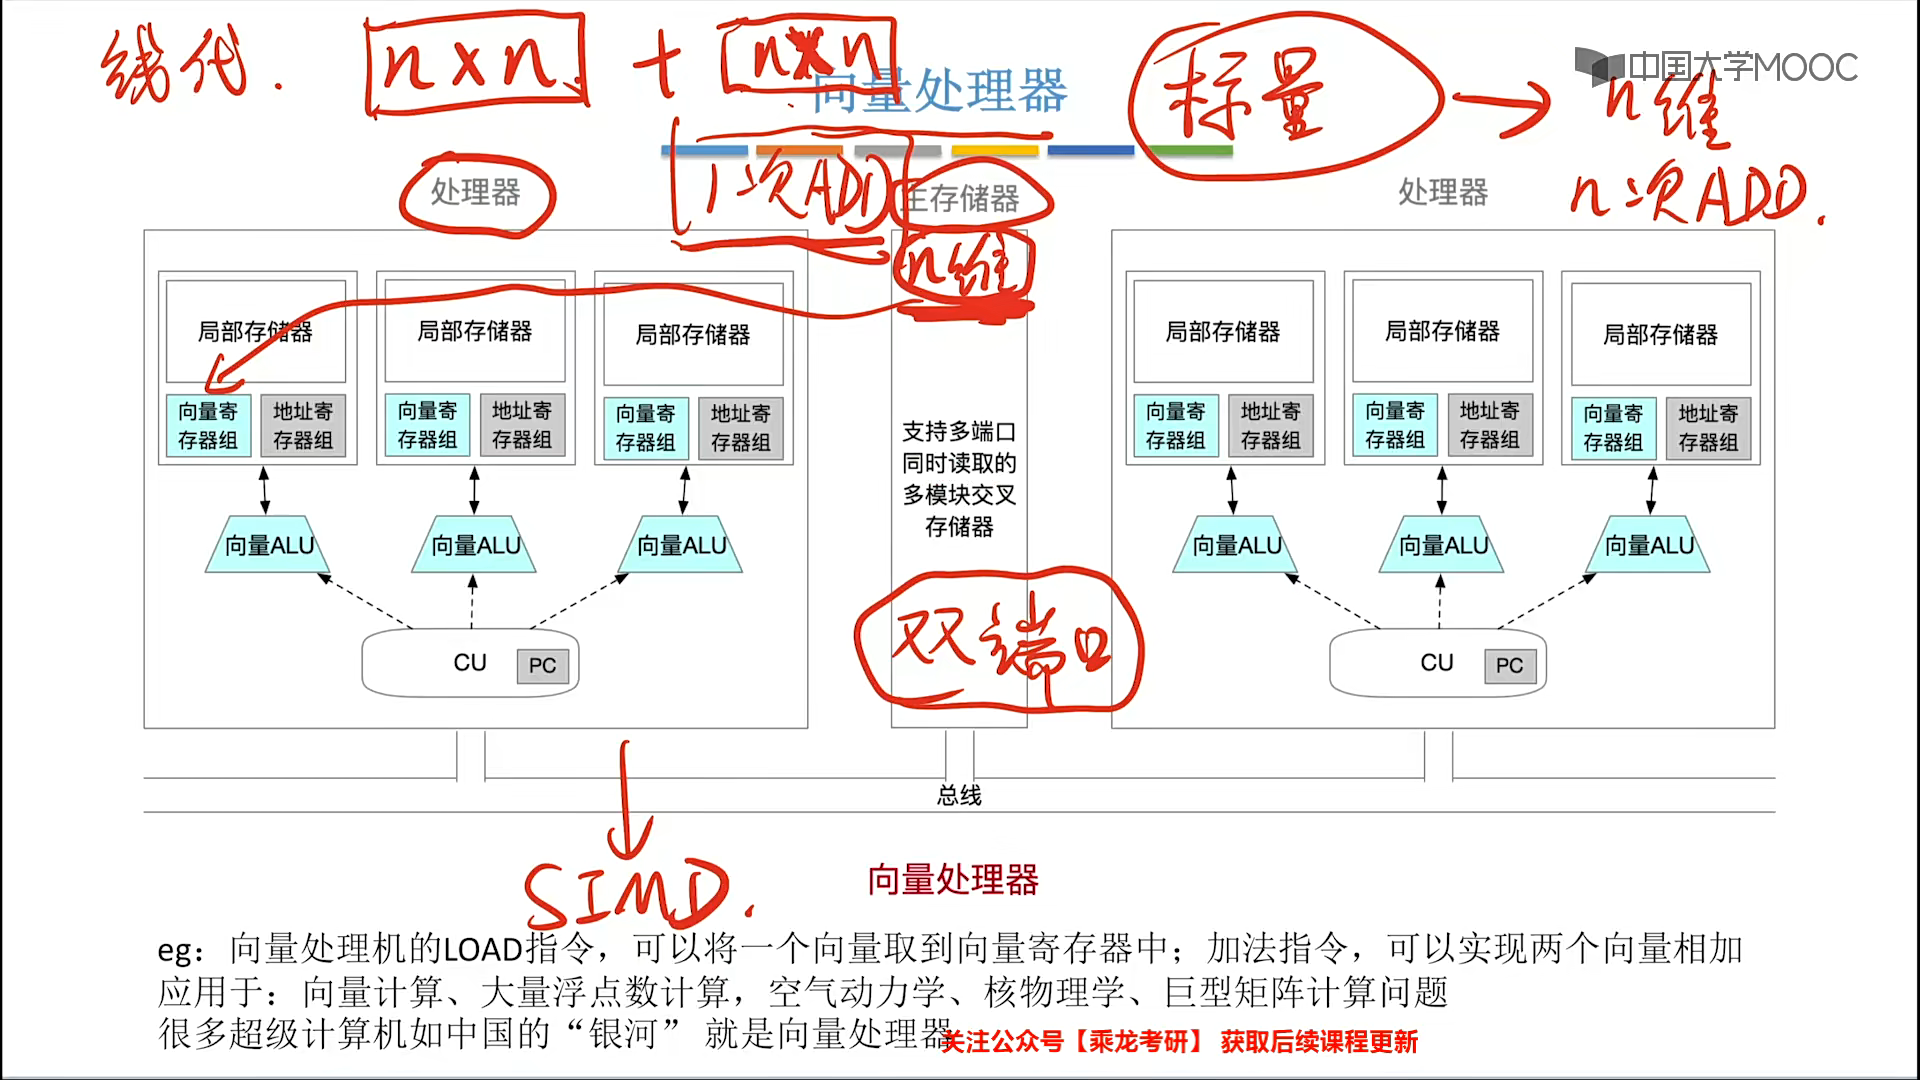 线代. n×n + n×n 标量 → n维
中国大学MOOC
向量处理器
1次ADD n次ADD.
处理器 主存储器 处理器
n维
局部存储器 局部存储器 局部存储器 局部存储器 局部存储器 局部存储器
向量寄存器组 地址寄存器组 向量寄存器组 地址寄存器组 向量寄存器组 地址寄存器组
支持多端口
同时读取的
多模块交叉
存储器
向量寄存器组 地址寄存器组 向量寄存器组 地址寄存器组 向量寄存器组 地址寄存器组
向量ALU 向量ALU 向量ALU 向量ALU 向量ALU 向量ALU
双端口
CU PC CU PC
总线
SIMD.
向量处理器
eg：向量处理机的LOAD指令，可以将一个向量取到向量寄存器中；加法指令，可以实现两个向量相加
应用于：向量计算、大量浮点数计算，空气动力学、核物理学、巨型矩阵计算问题
很多超级计算机如中国的“银河” 就是向量处理器
关注公众号【乘龙考研】 获取后续课程更新